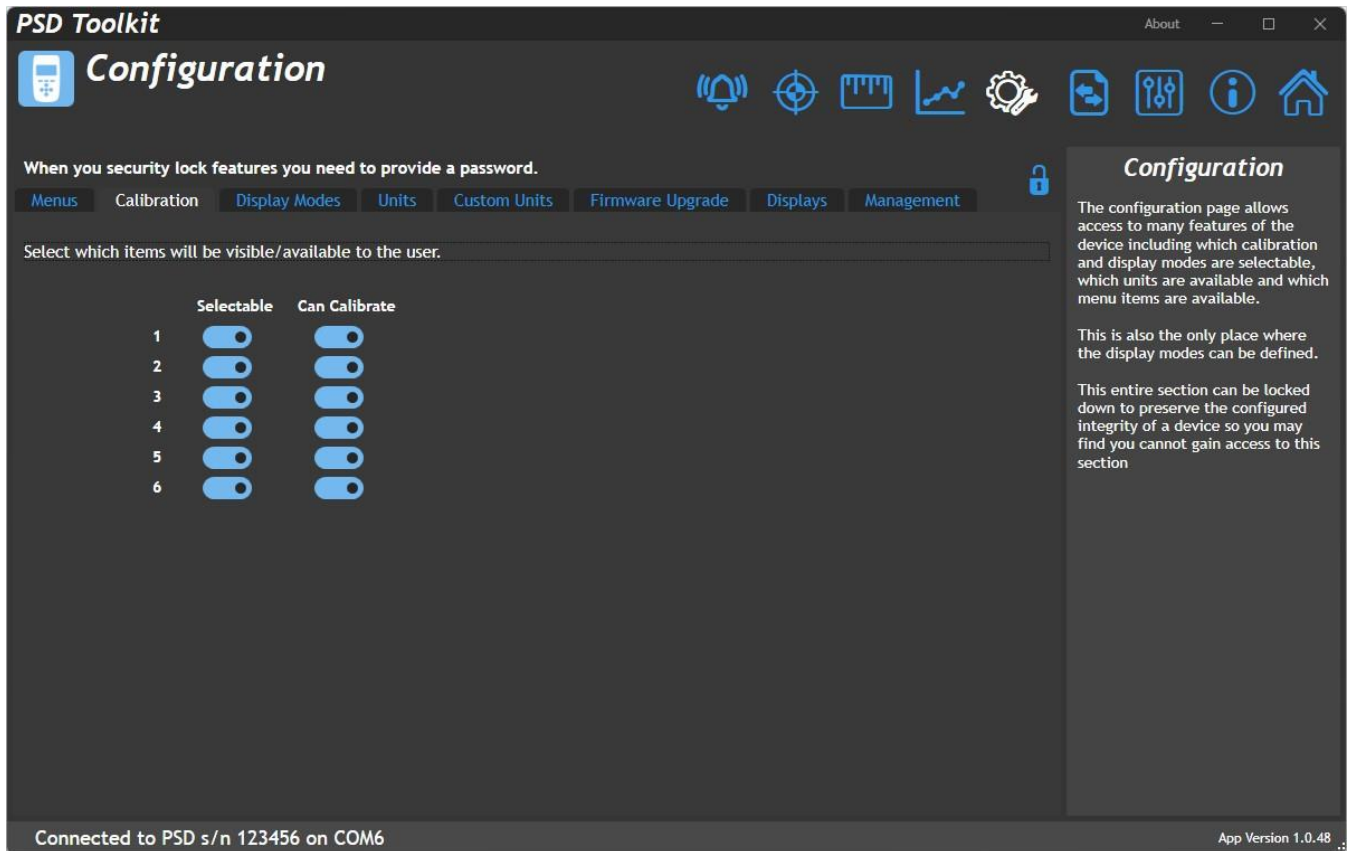 PSD Toolkit
About
Configuration
When you security lock features you need to provide a password.
Menus Calibration Display Modes Units Custom Units Firmware Upgrade Displays Management
Select which items will be visible/available to the user.
Selectable Can Calibrate
1
2
3
4
5
6
Configuration
The configuration page allows
access to many features of the
device including which calibration
and display modes are selectable,
which units are available and which
menu items are available.
This is also the only place where
the display modes can be defined.
This entire section can be locked
down to preserve the configured
integrity of a device so you may
find you cannot gain access to this
section
Connected to PSD s/n 123456 on COM6
App Version 1.0.48